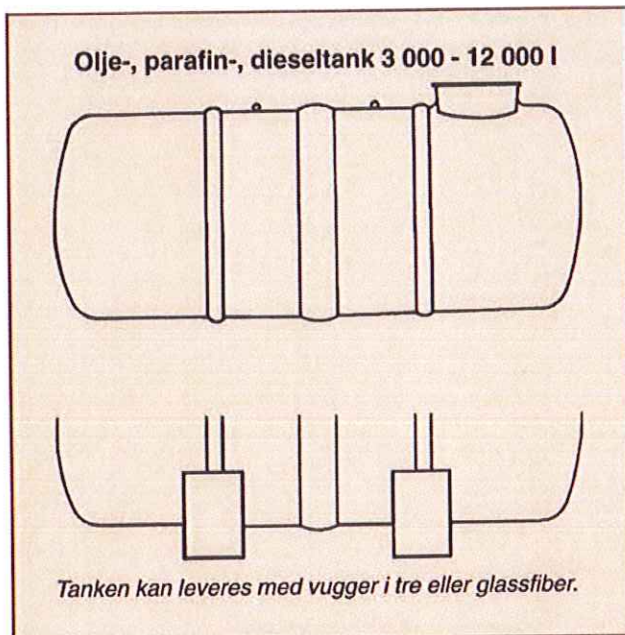 Olje-, parafin-, dieseltank 3 000 - 12 000 l
Tanken kan leveres med vugger i tre eller glassfiber.